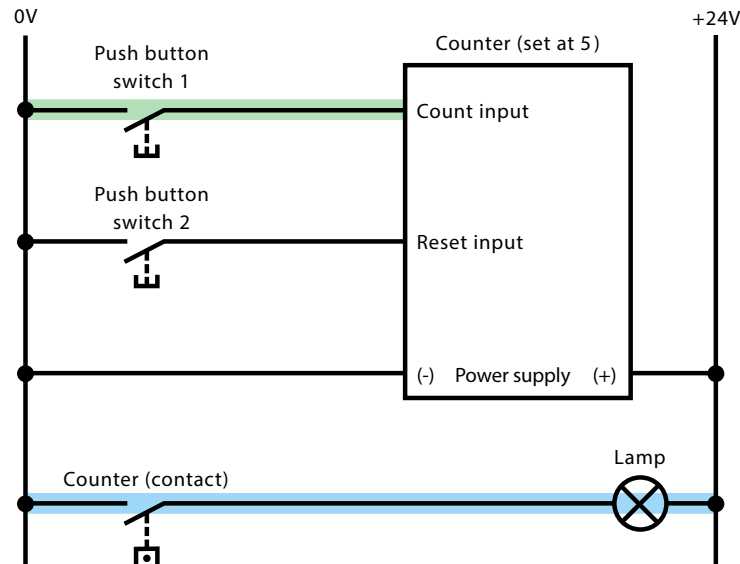 0V
+24V
Push button
switch 1
Counter (set at 5)
Count input
Push button
switch 2
Reset input
(-) Power supply (+)
Lamp
Counter (contact)